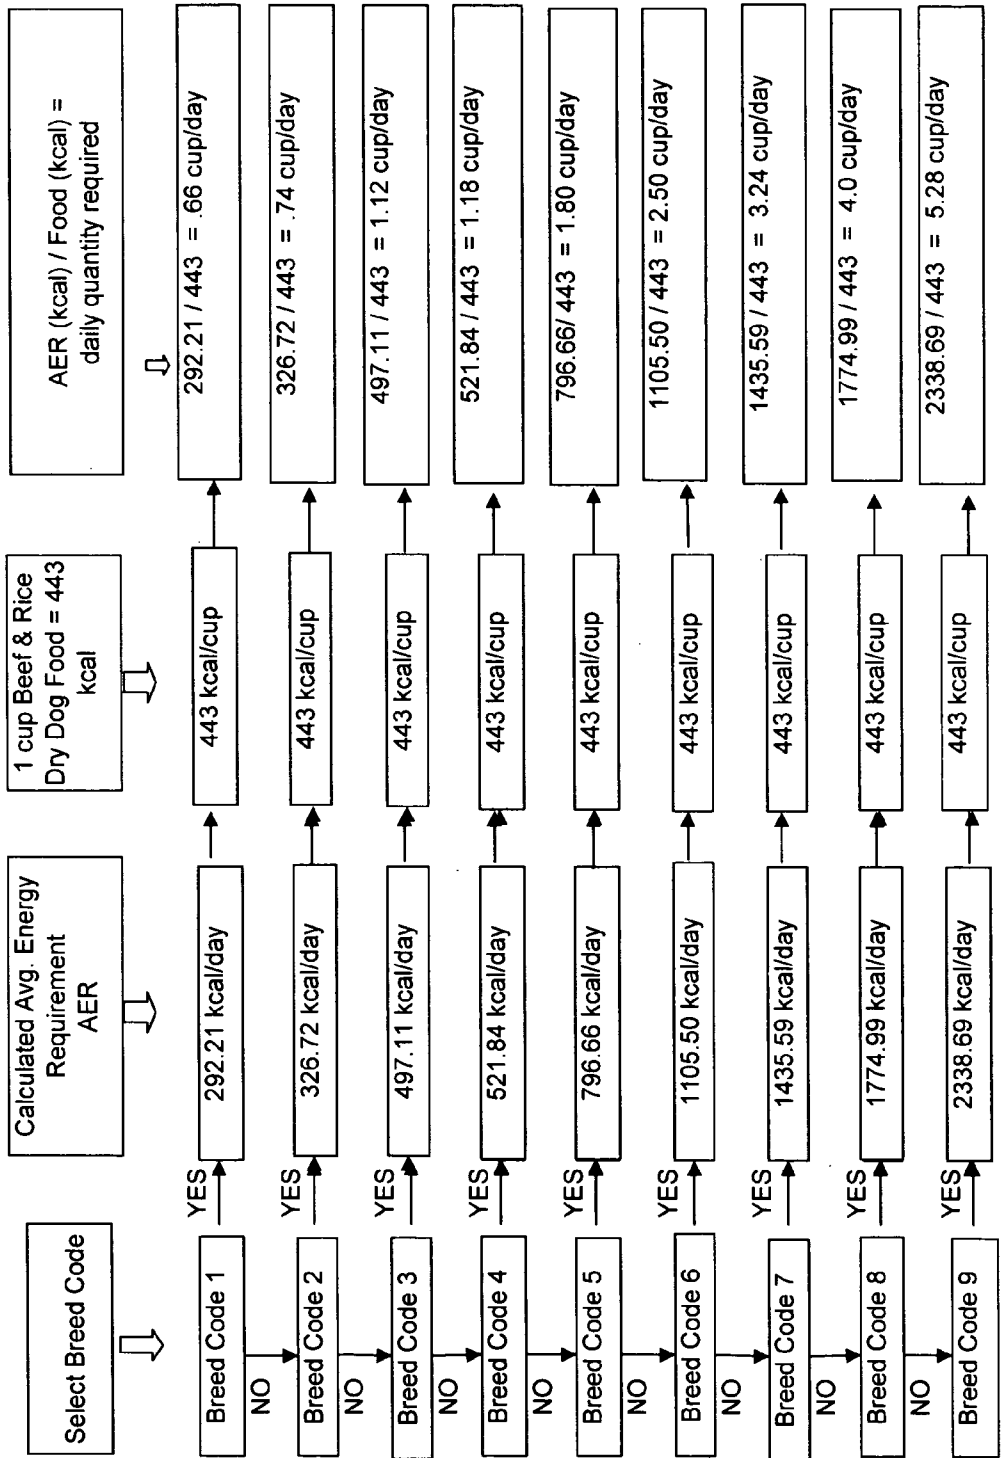 Select Breed Code
Calculated Avg. Energy
Requirement
AER
1 cup Beef & Rice
Dry Dog Food = 443
kcal
AER (kcal) / Food (kcal) =
daily quantity required
Breed Code 1
YES
292.21 kcal/day
443 kcal/cup
292.21 / 443 = .66 cup/day
NO
Breed Code 2
YES
326.72 kcal/day
443 kcal/cup
326.72 / 443 = .74 cup/day
NO
Breed Code 3
YES
497.11 kcal/day
443 kcal/cup
497.11 / 443 = 1.12 cup/day
NO
Breed Code 4
YES
521.84 kcal/day
443 kcal/cup
521.84 / 443 = 1.18 cup/day
NO
Breed Code 5
YES
796.66 kcal/day
443 kcal/cup
796.66/ 443 = 1.80 cup/day
NO
Breed Code 6
YES
1105.50 kcal/day
443 kcal/cup
1105.50 / 443 = 2.50 cup/day
NO
Breed Code 7
YES
1435.59 kcal/day
443 kcal/cup
1435.59 / 443 = 3.24 cup/day
NO
Breed Code 8
YES
1774.99 kcal/day
443 kcal/cup
1774.99 / 443 = 4.0 cup/day
NO
Breed Code 9
YES
2338.69 kcal/day
443 kcal/cup
2338.69 / 443 = 5.28 cup/day